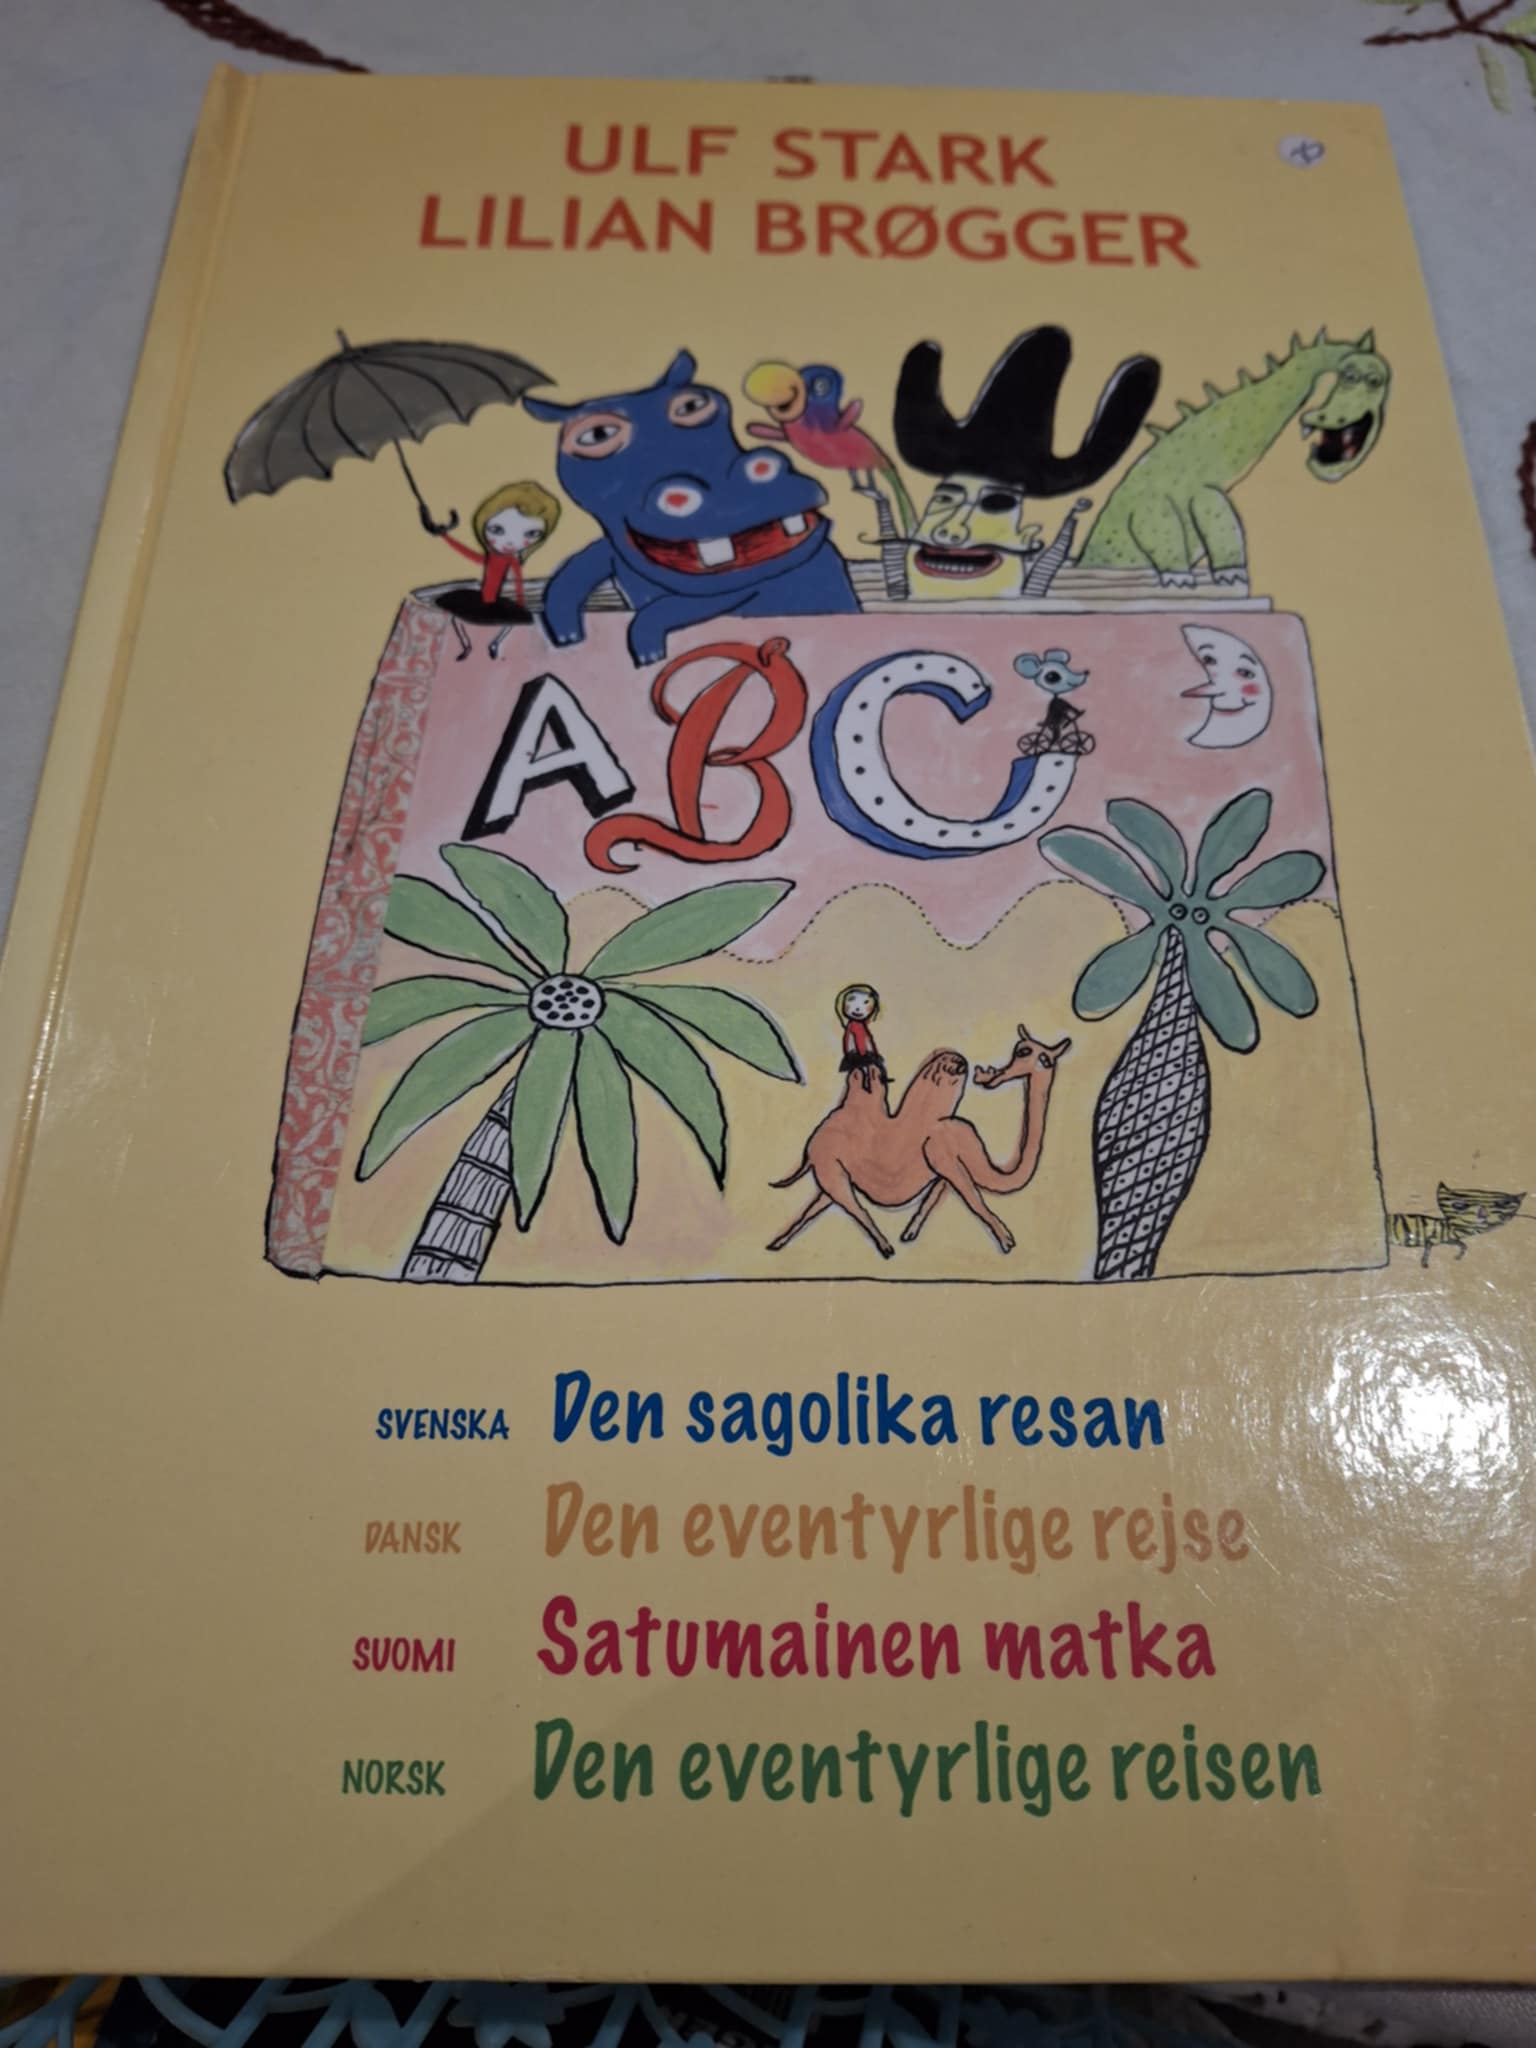 ULF STARK
LILIAN BRØGGER
ABC
SVENSKA Den sagolika resan
DANSK Den eventyrlige rejse
SUOMI Satumainen matka
NORSK Den eventyrlige reisen